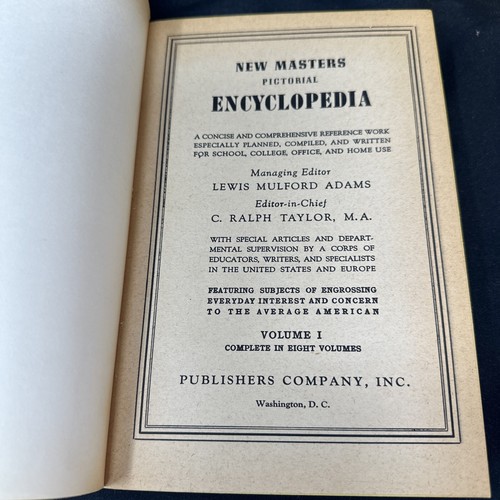 NEW MASTERS
PICTORIAL
ENCYCLOPEDIA
A CONCISE AND COMPREHENSIVE REFERENCE WORK
ESPECIALLY PLANNED, COMPILED, AND WRITTEN
FOR SCHOOL, COLLEGE, OFFICE, AND HOME USE
Managing Editor
LEWIS MULFORD ADAMS
Editor-in-Chief
C. RALPH TAYLOR, M.A.
WITH SPECIAL ARTICLES AND DEPART-
MENTAL SUPERVISION BY A CORPS OF
EDUCATORS, WRITERS, AND SPECIALISTS
IN THE UNITED STATES AND EUROPE
FEATURING SUBJECTS OF ENGROSSING
EVERYDAY INTEREST AND CONCERN
TO THE AVERAGE AMERICAN
VOLUME I
COMPLETE IN EIGHT VOLUMES
PUBLISHERS COMPANY, INC.
Washington, D. C.